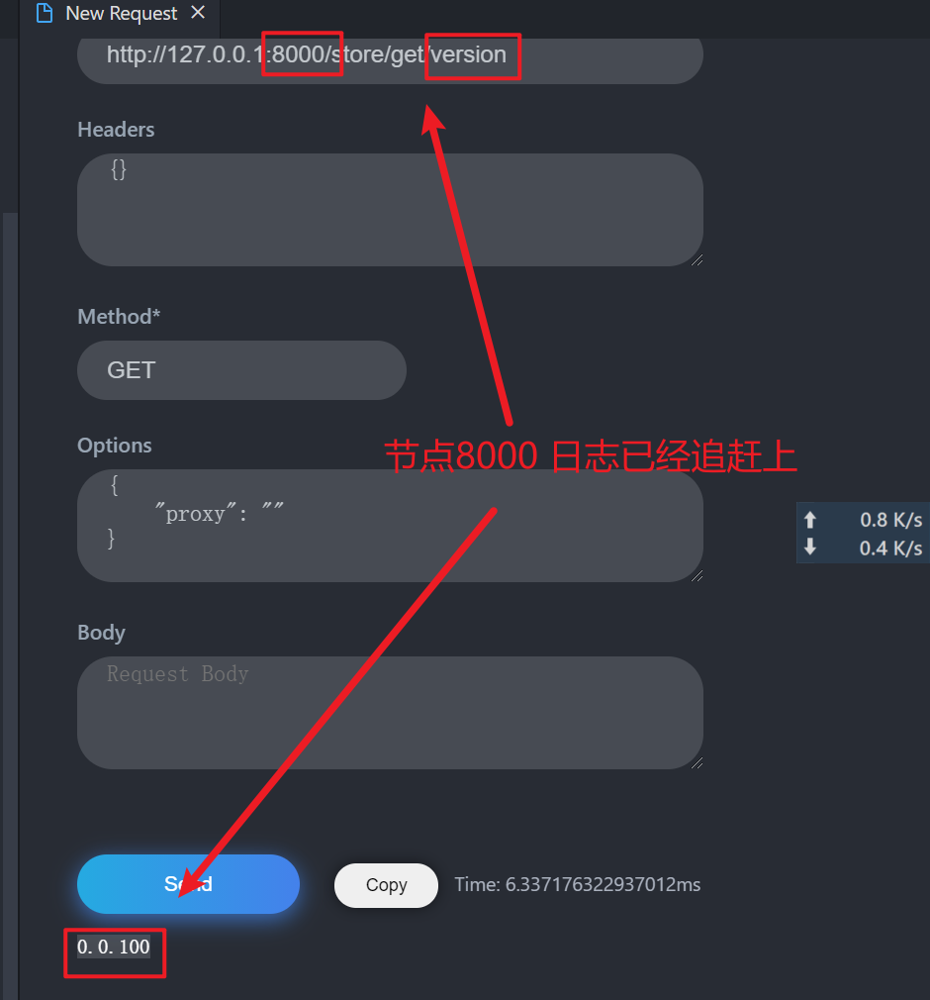 New Request
http://127.0.0.1:8000/store/get/version
Headers
{}
Method*
GET
Options
节点8000 日志已经追赶上
{
"proxy": ""
}
0.8 K/s
0.4 K/s
Body
Request Body
Send
Copy
Time: 6.337176322937012ms
0.0.100